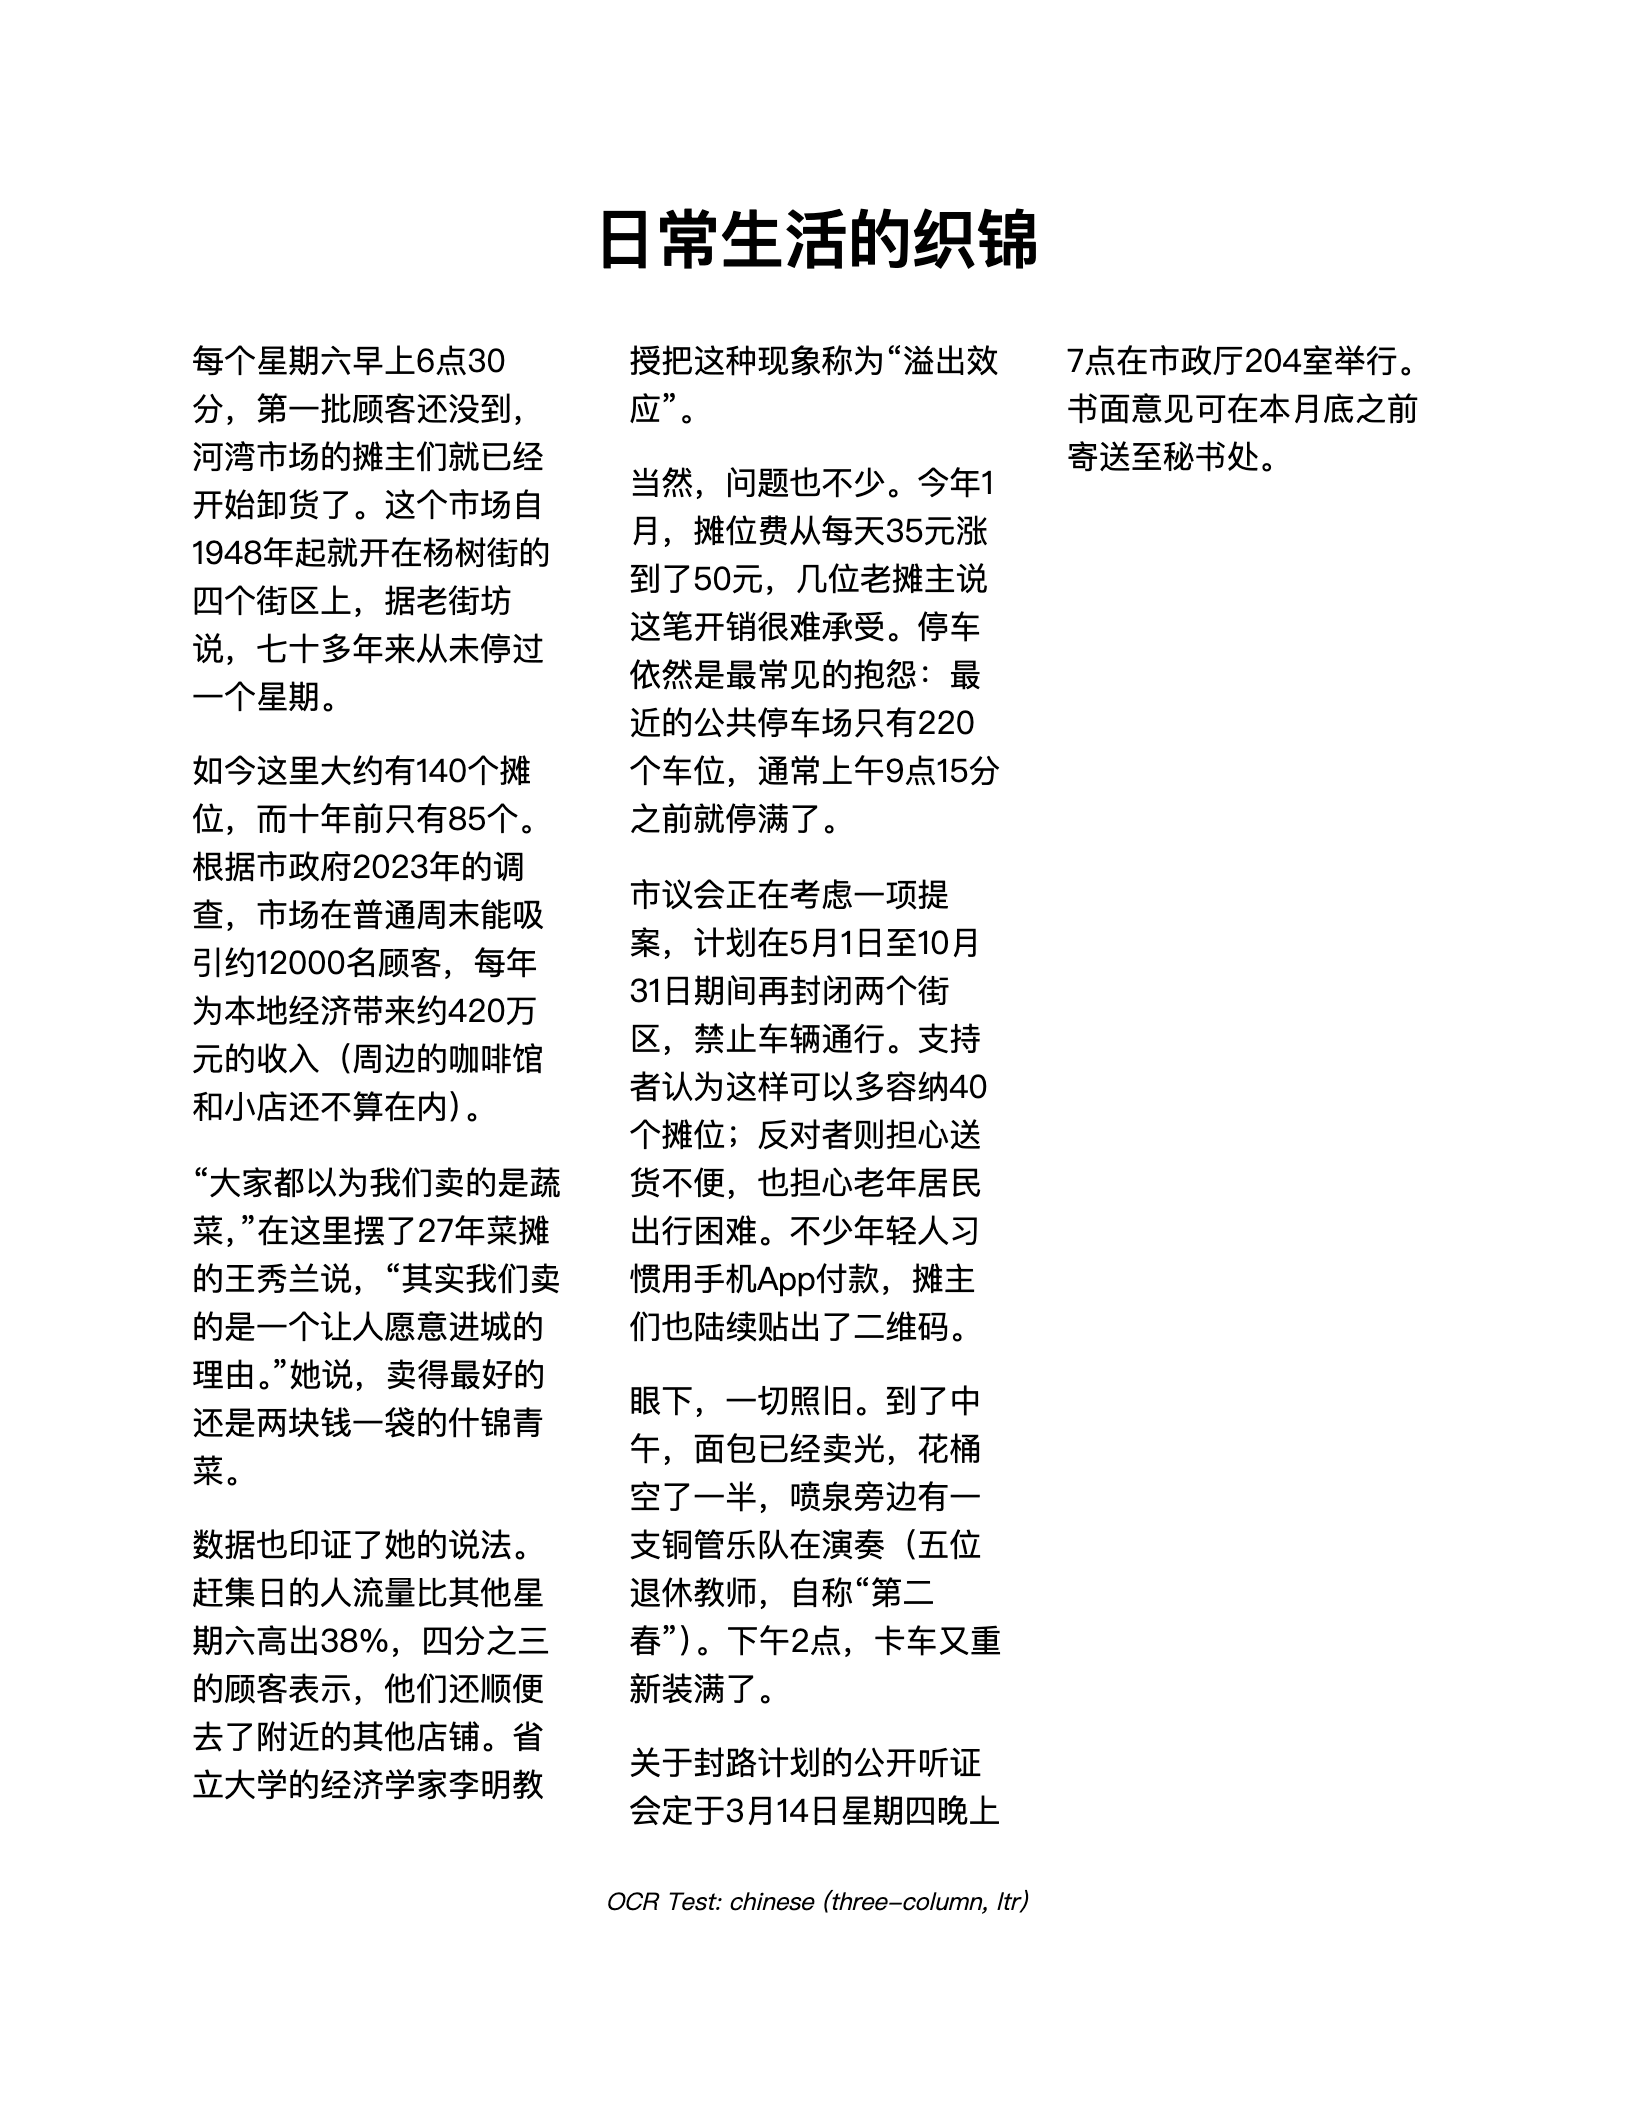 日常生活的织锦
每个星期六早上6点30
分，第一批顾客还没到，
河湾市场的摊主们就已经
开始卸货了。这个市场自
1948年起就开在杨树街的
四个街区上，据老街坊
说，七十多年来从未停过
一个星期。
如今这里大约有140个摊
位，而十年前只有85个。
根据市政府2023年的调
查，市场在普通周末能吸
引约12000名顾客，每年
为本地经济带来约420万
元的收入（周边的咖啡馆
和小店还不算在内）。
“大家都以为我们卖的是蔬
菜，”在这里摆了27年菜摊
的王秀兰说，“其实我们卖
的是一个让人愿意进城的
理由。”她说，卖得最好的
还是两块钱一袋的什锦青
菜。
数据也印证了她的说法。
赶集日的人流量比其他星
期六高出38%，四分之三
的顾客表示，他们还顺便
去了附近的其他店铺。省
立大学的经济学家李明教
授把这种现象称为“溢出效
应”。
当然，问题也不少。今年1
月，摊位费从每天35元涨
到了50元，几位老摊主说
这笔开销很难承受。停车
依然是最常见的抱怨：最
近的公共停车场只有220
个车位，通常上午9点15分
之前就停满了。
市议会正在考虑一项提
案，计划在5月1日至10月
31日期间再封闭两个街
区，禁止车辆通行。支持
者认为这样可以多容纳40
个摊位；反对者则担心送
货不便，也担心老年居民
出行困难。不少年轻人习
惯用手机App付款，摊主
们也陆续贴出了二维码。
眼下，一切照旧。到了中
午，面包已经卖光，花桶
空了一半，喷泉旁边有一
支铜管乐队在演奏（五位
退休教师，自称“第二
春”）。下午2点，卡车又重
新装满了。
关于封路计划的公开听证
会定于3月14日星期四晚上
7点在市政厅204室举行。
书面意见可在本月底之前
寄送至秘书处。
OCR Test: chinese (three-column, ltr)